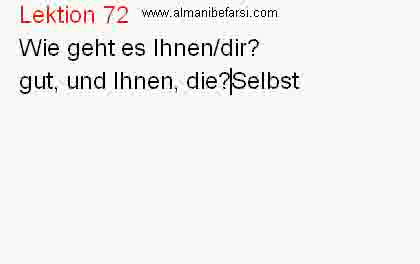 Lektion 72 www.almanibefarsi.com
Wie geht es Ihnen/dir?
gut, und Ihnen, die?Selbst